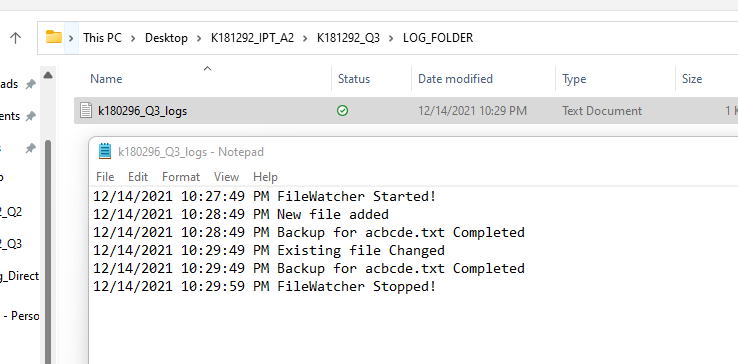 This PC > Desktop > K181292_IPT_A2 > K181292_Q3 > LOG_FOLDER
Name Status Date modified Type Size
ads
k180296_Q3_logs 12/14/2021 10:29 PM Text Document 1 K
ents
s
k180296_Q3_logs - Notepad
File Edit Format View Help
12/14/2021 10:27:49 PM FileWatcher Started!
12/14/2021 10:28:49 PM New file added
12/14/2021 10:28:49 PM Backup for acbcde.txt Completed
12/14/2021 10:29:49 PM Existing file Changed
12/14/2021 10:29:49 PM Backup for acbcde.txt Completed
12/14/2021 10:29:59 PM FileWatcher Stopped!
o
2_Q2
2_Q3
g_Direct
- Perso